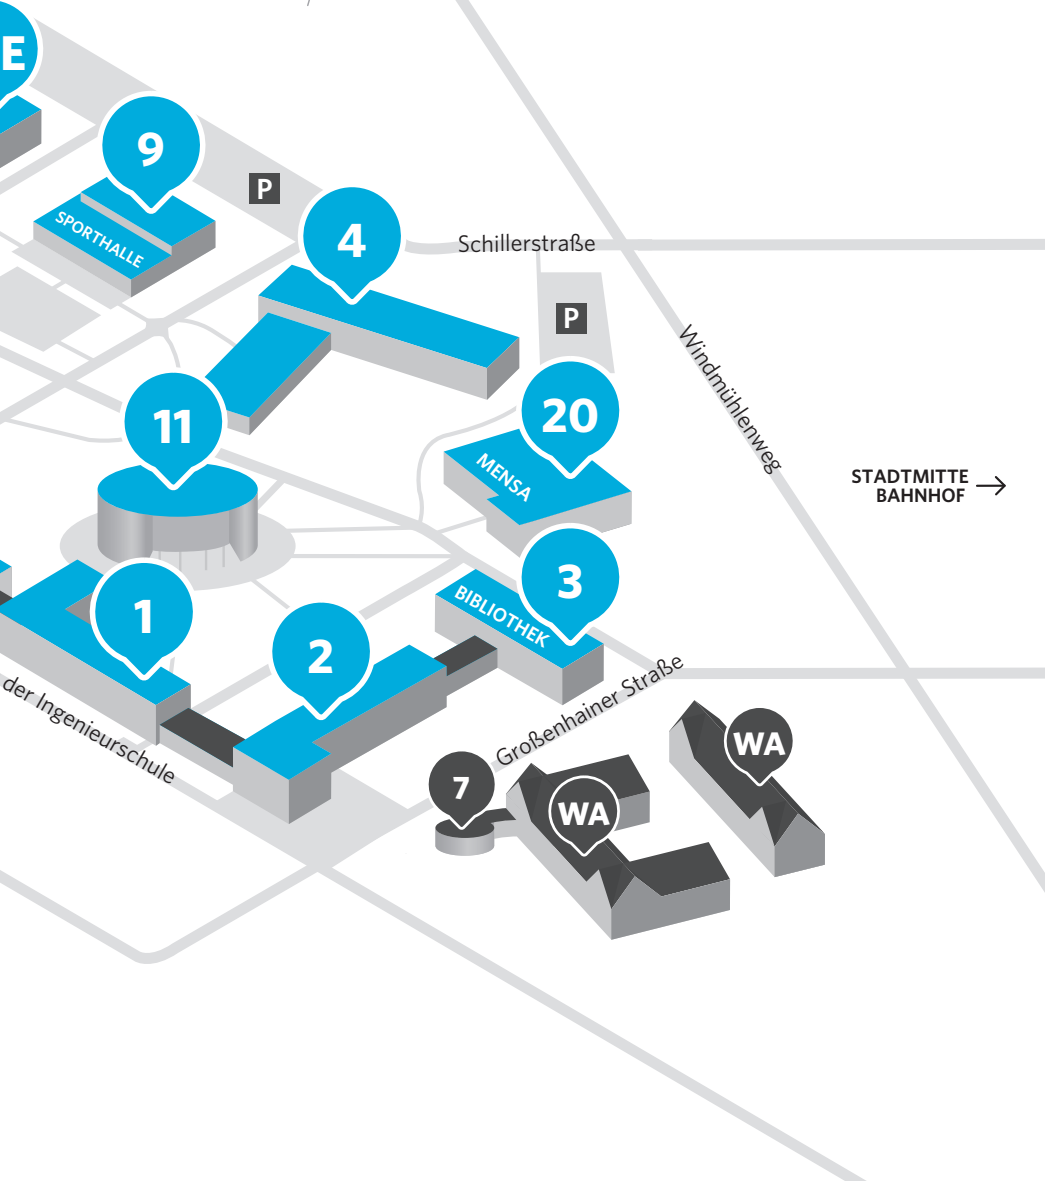 E
9
P
SPORTHALLE
4
Schillerstraße
P
Windmühlenweg
11
20
MENSA
STADTMITTE
BAHNHOF
3
BIBLIOTHEK
1
2
der Ingenieurschule
Großenhainer Straße
7
WA
WA